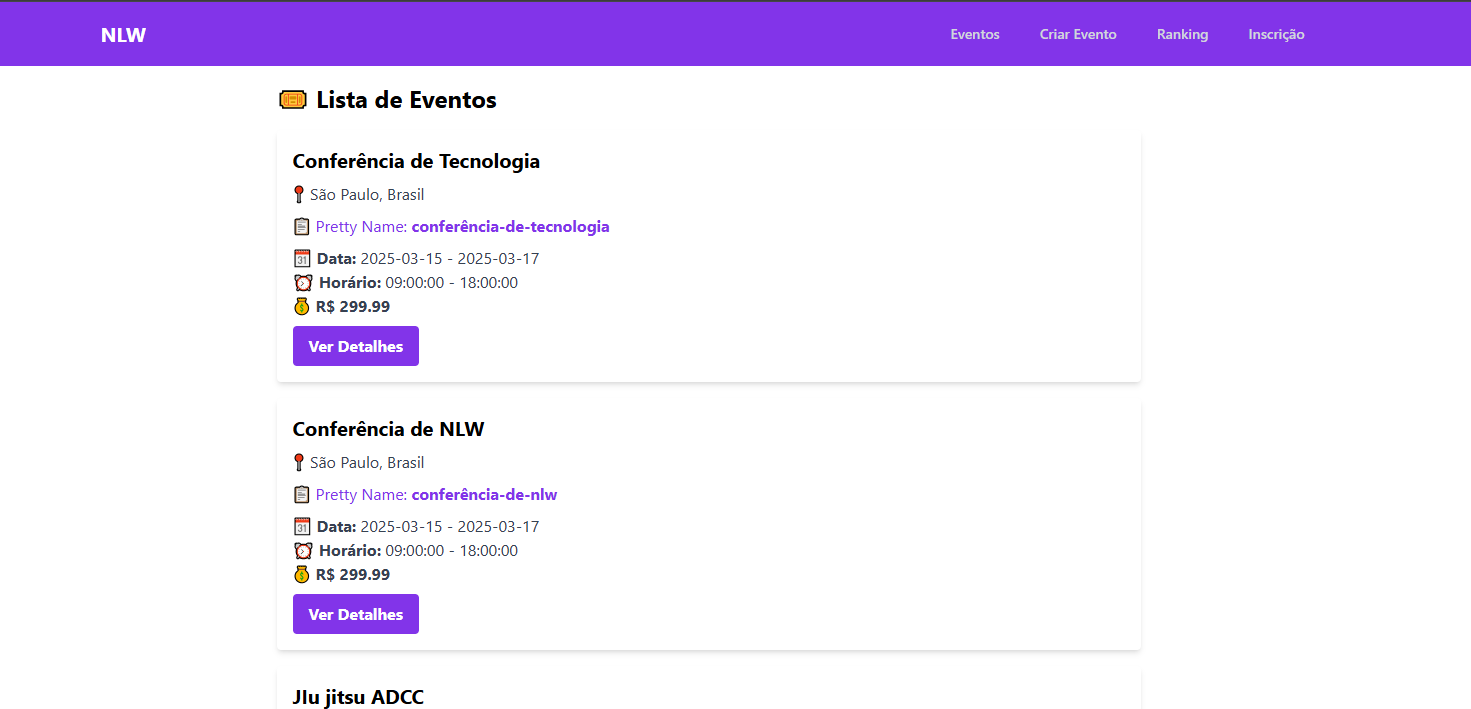 NLW
Eventos Criar Evento Ranking Inscrição
Lista de Eventos
Conferência de Tecnologia
São Paulo, Brasil
Pretty Name: conferência-de-tecnologia
Data: 2025-03-15 - 2025-03-17
Horário: 09:00:00 - 18:00:00
R$ 299.99
Ver Detalhes
Conferência de NLW
São Paulo, Brasil
Pretty Name: conferência-de-nlw
Data: 2025-03-15 - 2025-03-17
Horário: 09:00:00 - 18:00:00
R$ 299.99
Ver Detalhes
JIu jitsu ADCC